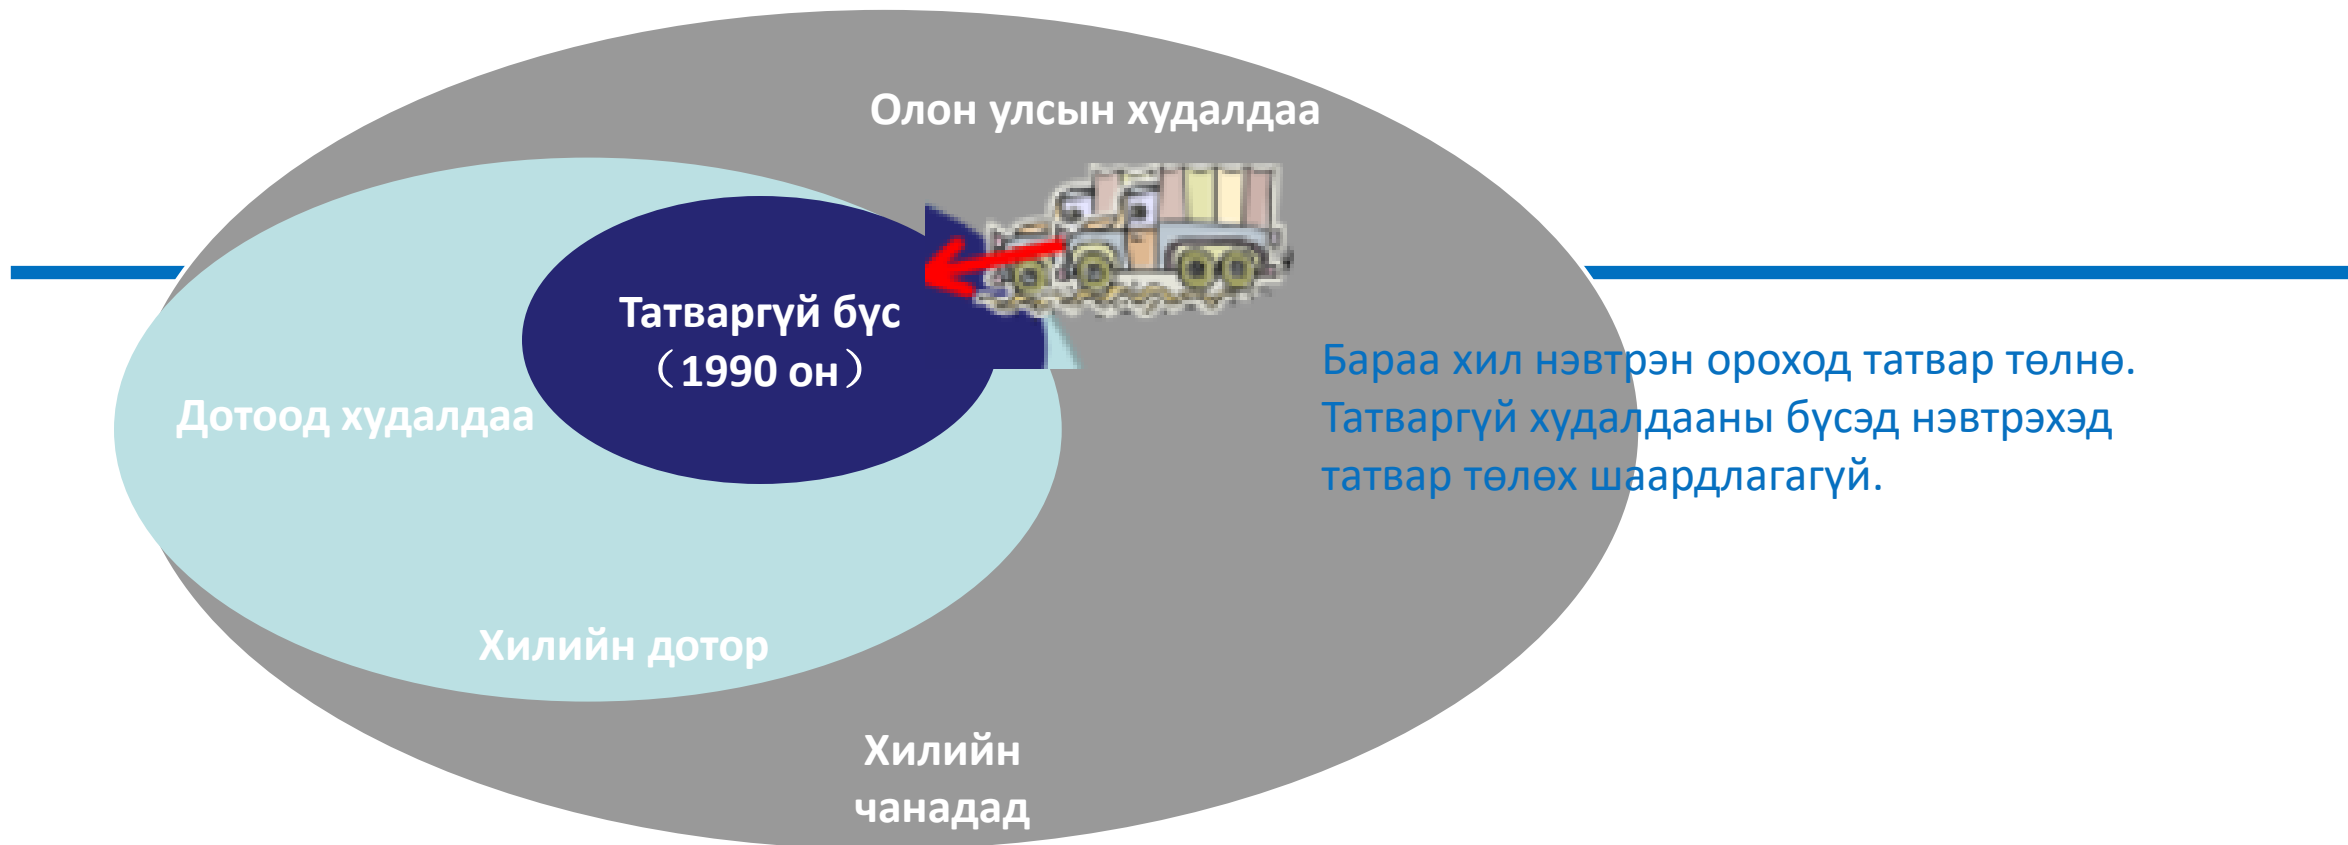 Олон улсын худалдаа
Татваргүй бүс
（1990 он）
Дотоод худалдаа
Бараа хил нэвтрэн ороход татвар төлнө.
Татваргүй худалдааны бүсэд нэвтрэхэд
татвар төлөх шаардлагагүй.
Хилийн дотор
Хилийн
чанадад